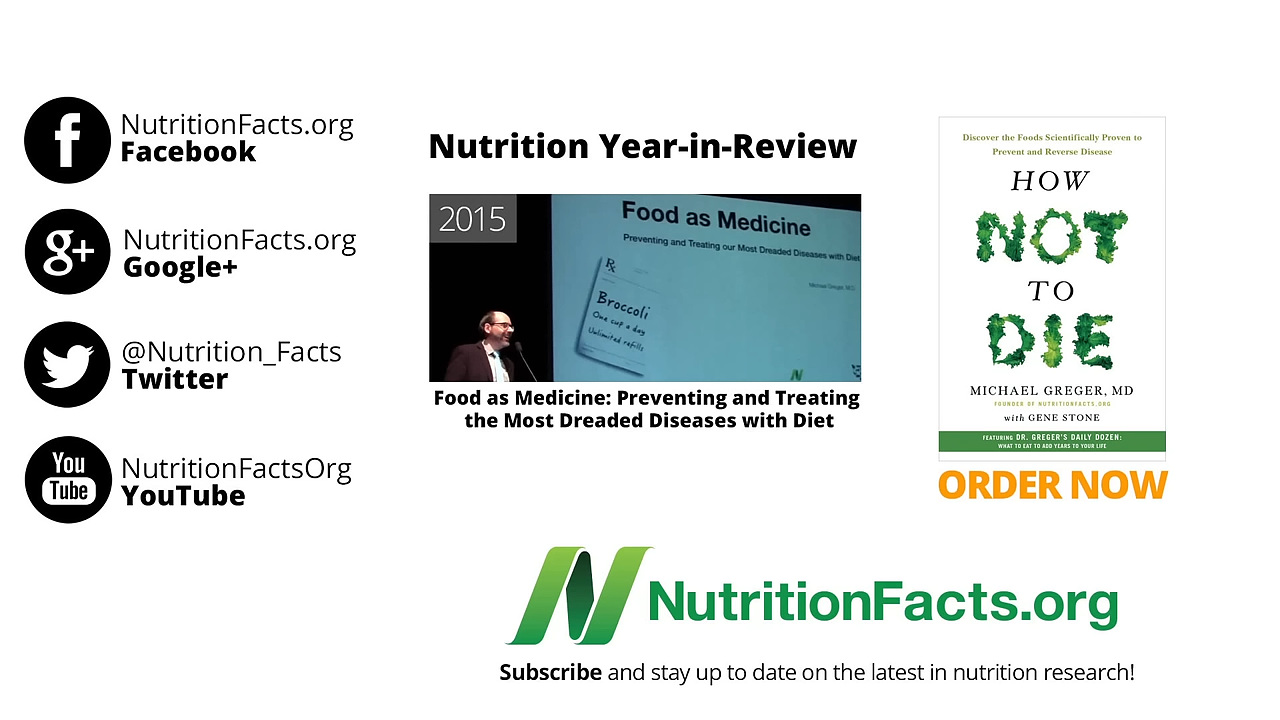 NutritionFacts.org
Facebook
g+
NutritionFacts.org
Google+
@Nutrition_Facts
Twitter
You
Tube
NutritionFactsOrg
YouTube
Nutrition Year-in-Review
2015
Food as Medicine
Preventing and Treating our Most Dreaded Diseases with Diet
Rx
Broccoli
One cup a day
Unlimited refills
Food as Medicine: Preventing and Treating
the Most Dreaded Diseases with Diet
Discover the Foods Scientifically Proven to
Prevent and Reverse Disease
HOW
NOT
TO
DIE
MICHAEL GREGER, MD
FOUNDER OF NUTRITIONFACTS.ORG
with GENE STONE
FEATURING DR. GREGER'S DAILY DOZEN:
WHAT TO EAT TO ADD YEARS TO YOUR LIFE
ORDER NOW
NutritionFacts.org
Subscribe and stay up to date on the latest in nutrition research!